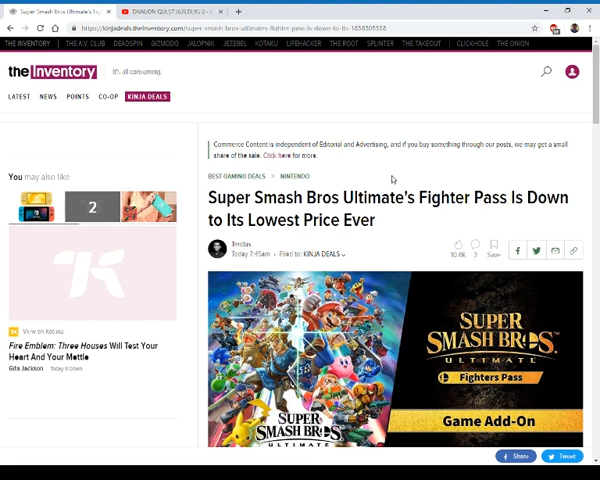 Super Smash Bros Ultimate's Fi
DRAGON QUEST BUILDERS 2 -
https://kinjadeals.theinventory.com/super-smash-bros-ultimates-fighter-pass-is-down-to-its-1836505338
THE INVENTORY THE A.V. CLUB DEADSPIN GIZMODO JALOPNIK JEZEBEL KOTAKU LIFEHACKER THE ROOT SPLINTER THE TAKEOUT CLICKHOLE THE ONION
the Inventory
It's all consuming.
LATEST NEWS POINTS CO-OP KINJA DEALS
Commerce Content is independent of Editorial and Advertising, and if you buy something through our posts, we may get a small
share of the sale. Click here for more.
You may also like
BEST GAMING DEALS > NINTENDO
Super Smash Bros Ultimate's Fighter Pass Is Down
to Its Lowest Price Ever
2
Tercius
Today 7:45am • Filed to: KINJA DEALS
10.8K 3 Save
View on Kotaku
Fire Emblem: Three Houses Will Test Your
Heart And Your Mettle
Gita Jackson Today 9:00am
SUPER
SMASH BROS.
ULTIMATE
Fighters Pass
Game Add-On
SUPER
SMASH BROS.
ULTIMATE
Share Tweet